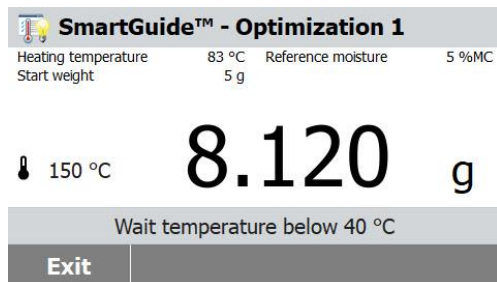 SmartGuide™ - Optimization 1
Heating temperature 83 °C Reference moisture 5 %MC
Start weight 5 g
150 °C 8.120 g
Wait temperature below 40 °C
Exit